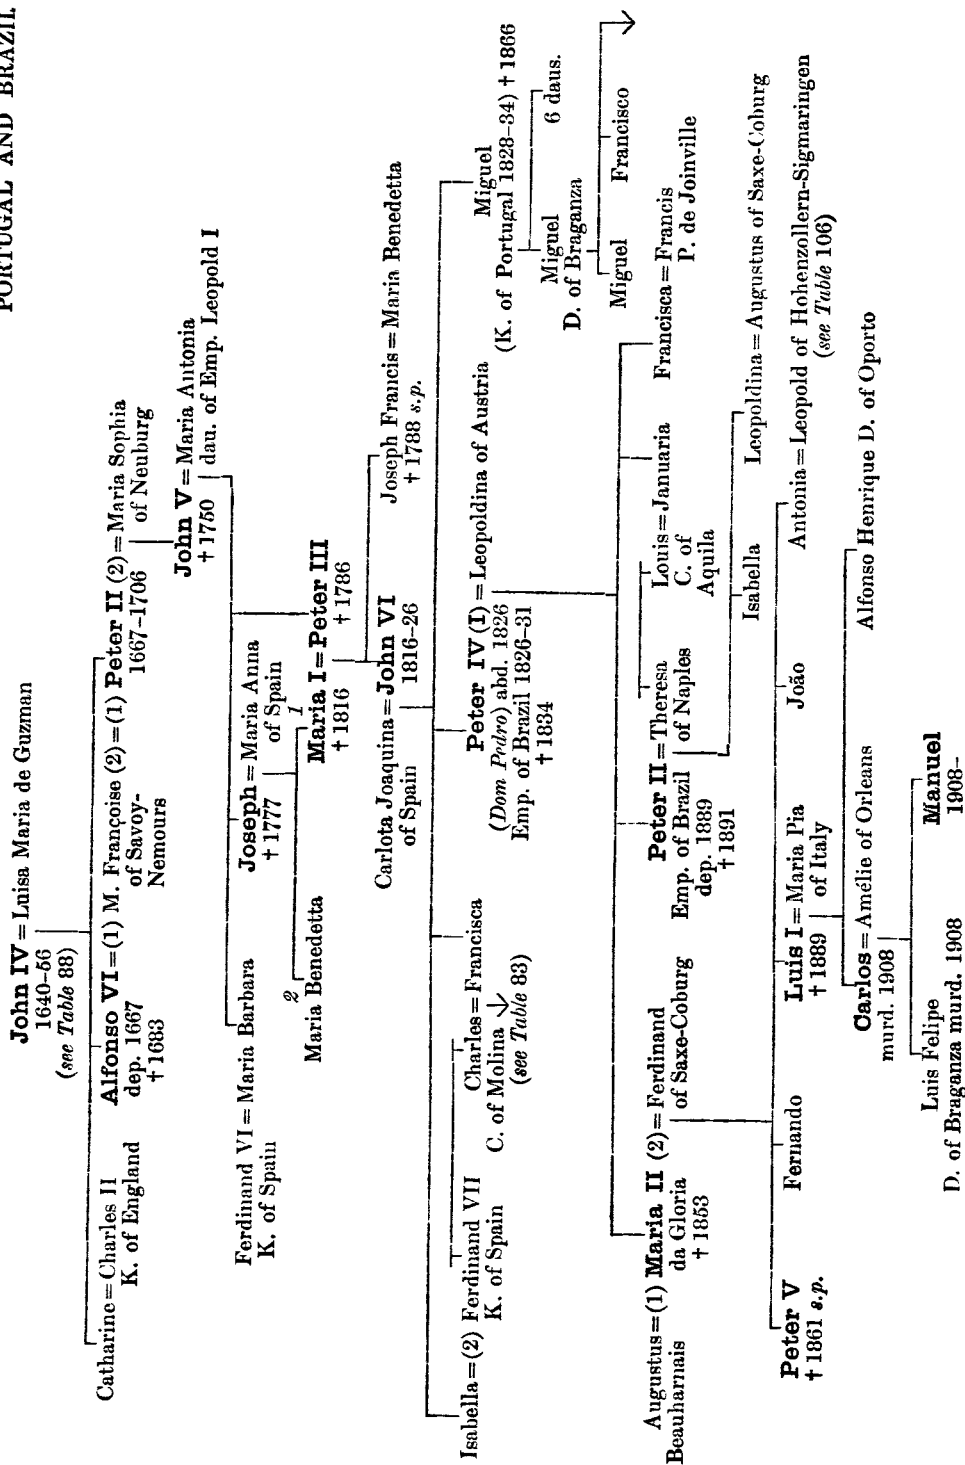 PORTUGAL AND BRAZIL
John IV = Luisa Maria de Guzman
1640–56
(see Table 88)
Catharine = Charles II
K. of England
Alfonso VI = (1) M. Françoise (2) = (1) Peter II (2) = Maria Sophia
dep. 1667
† 1683
of Savoy-
Nemours
1667–1706
of Neuburg
John V = Maria Antonia
† 1750
dau. of Emp. Leopold I
Ferdinand VI = Maria Barbara
K. of Spain
Joseph = Maria Anna
† 1777
of Spain
2
Maria Benedetta
1
Maria I = Peter III
† 1816
† 1786
Carlota Joaquina = John VI
of Spain
1816–26
Joseph Francis = Maria Benedetta
† 1788 s.p.
Isabella = (2) Ferdinand VII
K. of Spain
Charles = Francisca
C. of Molina
(see Table 83)
Peter IV (I) = Leopoldina of Austria
(Dom Pedro) abd. 1826
Emp. of Brazil 1826–31
† 1834
Miguel
(K. of Portugal 1828–34) † 1866
Miguel
D. of Braganza
6 daus.
Miguel
Francisco
Augustus = (1) Maria II (2) = Ferdinand
Beauharnais
da Gloria
† 1853
of Saxe-Coburg
Peter II = Theresa
Emp. of Brazil
dep. 1889
† 1891
of Naples
Louis = Januaria
C. of
Aquila
Francisca = Francis
P. de Joinville
Isabella
Leopoldina = Augustus of Saxe-Coburg
Peter V
† 1861 s.p.
Fernando
Luis I = Maria Pia
† 1889
of Italy
João
Antonia = Leopold of Hohenzollern-Sigmaringen
(see Table 106)
Carlos = Amélie of Orleans
murd. 1908
Alfonso Henrique D. of Oporto
Luis Felipe
D. of Braganza murd. 1908
Manuel
1908–